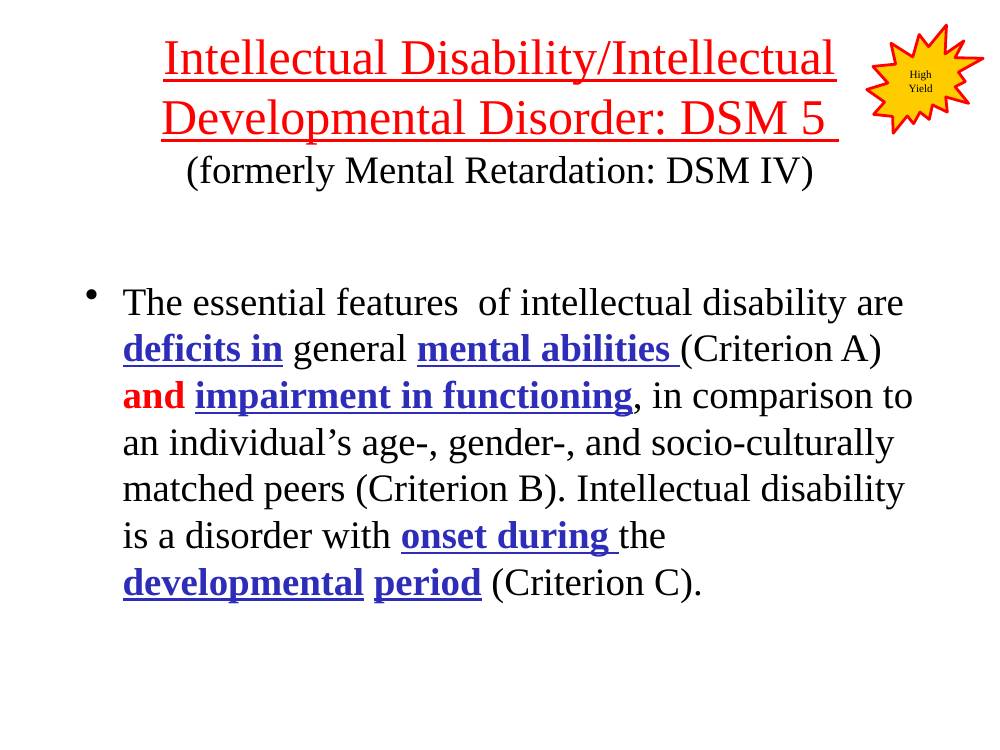 Intellectual Disability/Intellectual
Developmental Disorder: DSM 5
(formerly Mental Retardation: DSM IV)
High
Yield
• The essential features  of intellectual disability are
deficits in general mental abilities (Criterion A)
and impairment in functioning, in comparison to
an individual’s age-, gender-, and socio-culturally
matched peers (Criterion B). Intellectual disability
is a disorder with onset during the
developmental period (Criterion C).